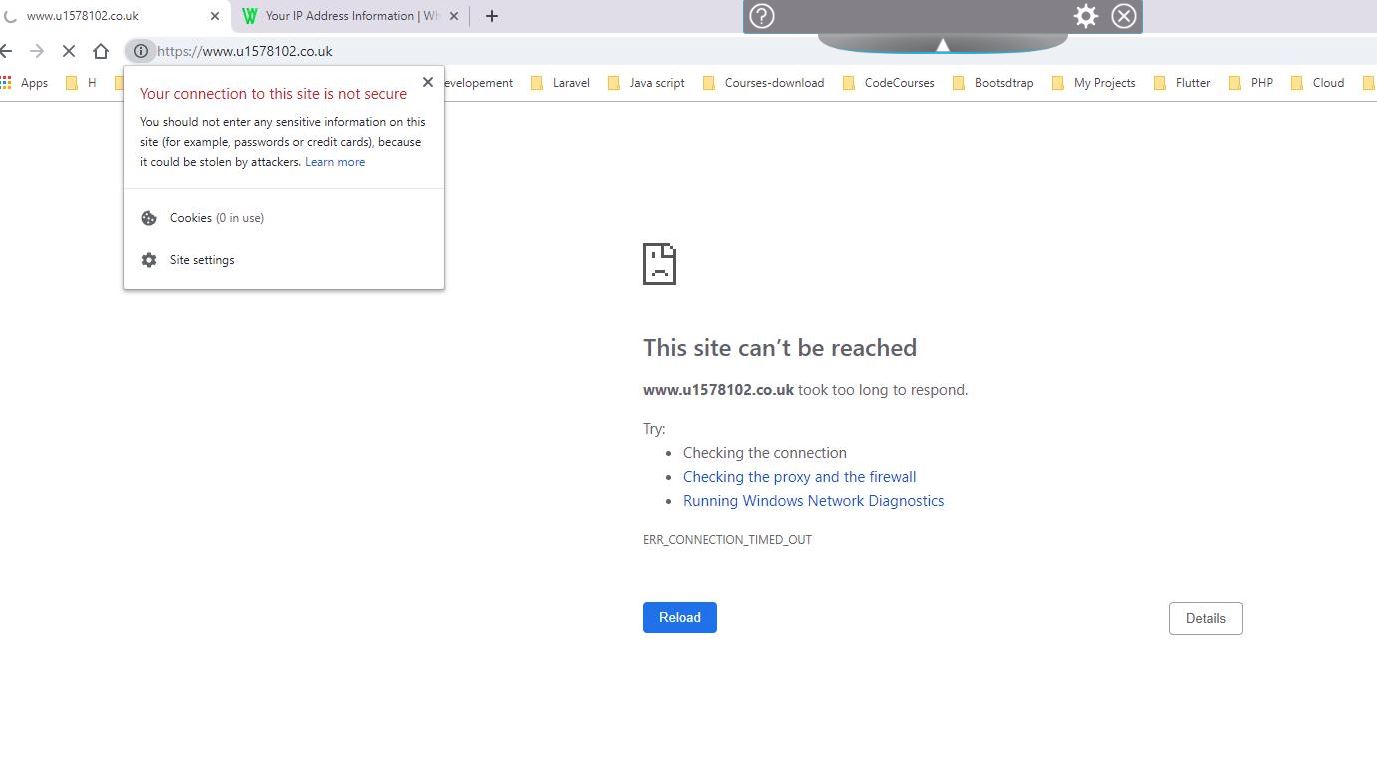 www.u1578102.co.uk
Your IP Address Information | Wh
https://www.u1578102.co.uk
Apps
H
evelopement
Laravel
Java script
Courses-download
CodeCourses
Bootsdtrap
My Projects
Flutter
PHP
Cloud
Your connection to this site is not secure
You should not enter any sensitive information on this
site (for example, passwords or credit cards), because
it could be stolen by attackers. Learn more
Cookies (0 in use)
Site settings
This site can’t be reached
www.u1578102.co.uk took too long to respond.
Try:
• Checking the connection
• Checking the proxy and the firewall
• Running Windows Network Diagnostics
ERR_CONNECTION_TIMED_OUT
Reload
Details